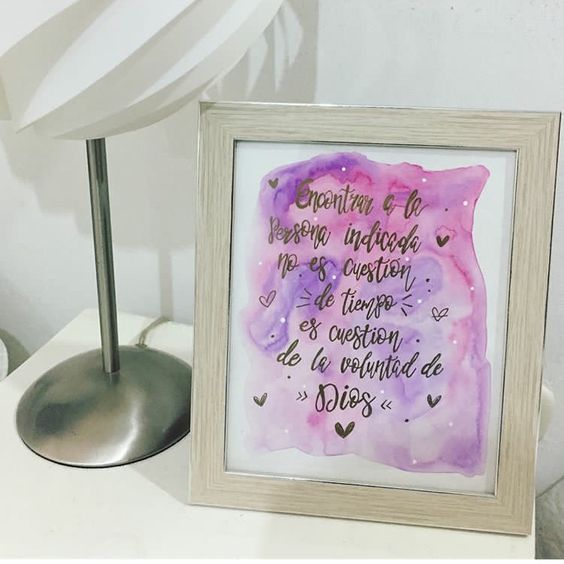 Encontrar a la
Persona indicada
no es cuestión
de tiempo
es cuestion
de la voluntad de
Dios